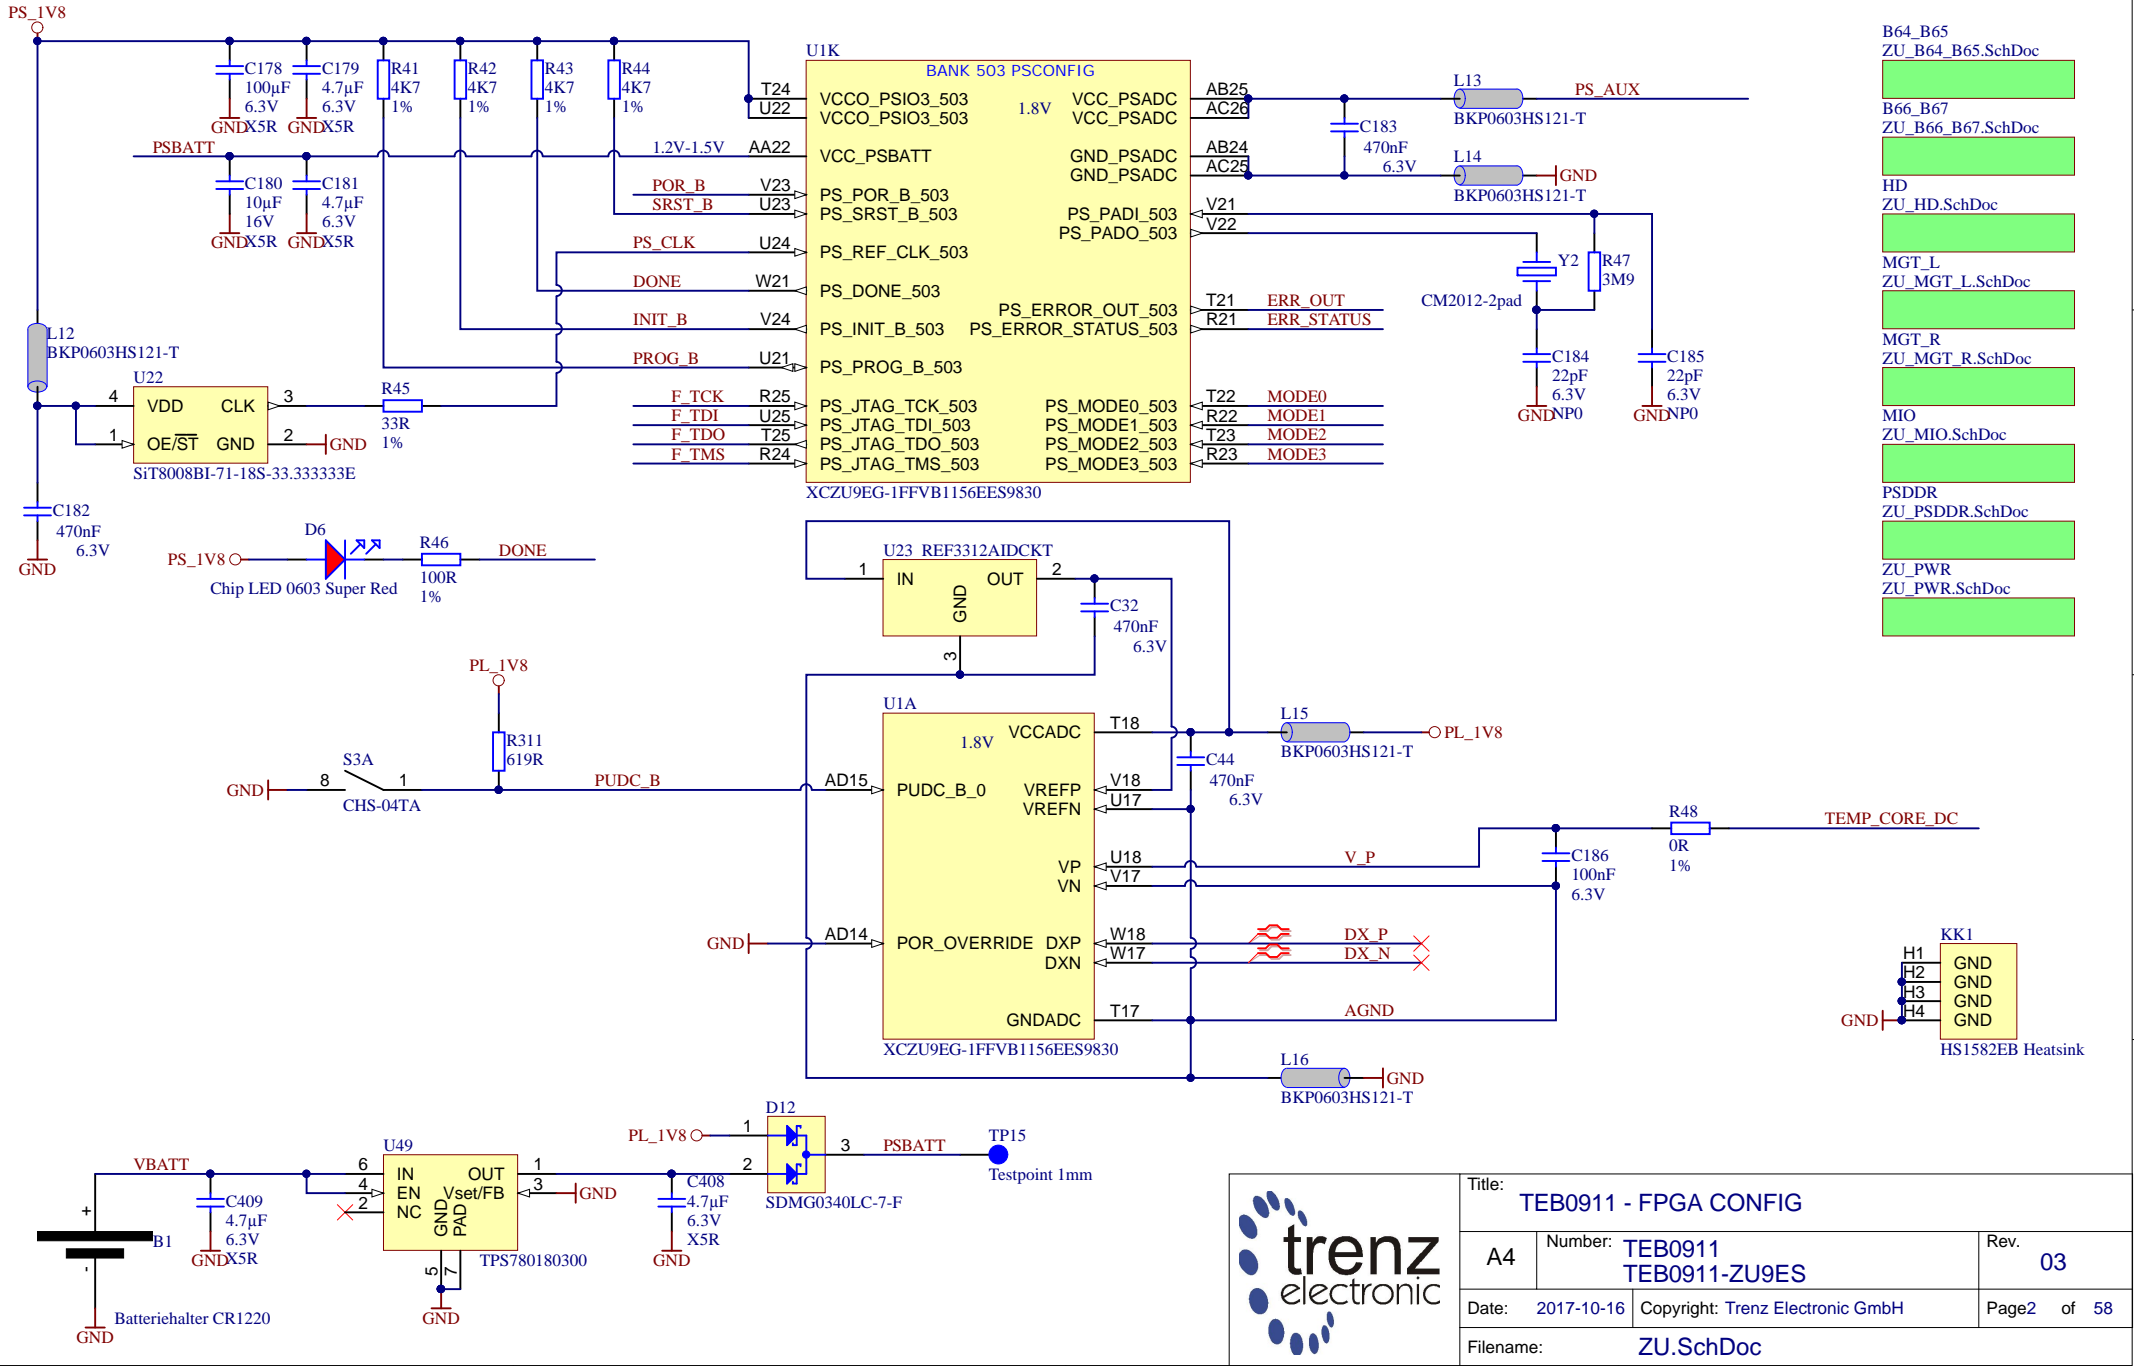 PS_1V8
C178
100µF
6.3V
X5R
GND
C179
4.7µF
6.3V
X5R
GND
R41
4K7
1%
R42
4K7
1%
R43
4K7
1%
R44
4K7
1%
PSBATT
1.2V-1.5V
C180
10µF
16V
X5R
GND
C181
4.7µF
6.3V
X5R
GND
U1K
BANK 503 PSCONFIG
1.8V
T24 VCCO_PSIO3_503
U22 VCCO_PSIO3_503
AA22 VCC_PSBATT
POR_B V23 PS_POR_B_503
SRST_B U23 PS_SRST_B_503
PS_CLK U24 PS_REF_CLK_503
DONE W21 PS_DONE_503
INIT_B V24 PS_INIT_B_503
PROG_B U21 PS_PROG_B_503
F_TCK R25 PS_JTAG_TCK_503
F_TDI U25 PS_JTAG_TDI_503
F_TDO T25 PS_JTAG_TDO_503
F_TMS R24 PS_JTAG_TMS_503
VCC_PSADC AB25
VCC_PSADC AC26
GND_PSADC AB24
GND_PSADC AC25
PS_PADI_503 V21
PS_PADO_503 V22
PS_ERROR_OUT_503 T21 ERR_OUT
PS_ERROR_STATUS_503 R21 ERR_STATUS
PS_MODE0_503 T22 MODE0
PS_MODE1_503 R22 MODE1
PS_MODE2_503 T23 MODE2
PS_MODE3_503 R23 MODE3
XCZU9EG-1FFVB1156EES9830
C183
470nF
6.3V
L13
BKP0603HS121-T
PS_AUX
L14
BKP0603HS121-T
GND
Y2
CM2012-2pad
R47
3M9
C184
22pF
6.3V
NP0
GND
C185
22pF
6.3V
NP0
GND
L12
BKP0603HS121-T
U22
4 VDD CLK 3
1 OE/ST GND 2 GND
SiT8008BI-71-18S-33.333333E
R45
33R
1%
C182
470nF
6.3V
GND
PS_1V8
D6
Chip LED 0603 Super Red
R46
100R
1%
DONE
U23 REF3312AIDCKT
1 IN OUT 2
GND
3
C32
470nF
6.3V
PL_1V8
R311
619R
S3A
GND 8 1
CHS-04TA
PUDC_B
U1A
1.8V
AD15 PUDC_B_0
AD14 POR_OVERRIDE
GND
VCCADC T18
VREFP V18
VREFN U17
VP U18 V_P
VN V17
DXP W18 DX_P
DXN W17 DX_N
GNDADC T17 AGND
XCZU9EG-1FFVB1156EES9830
C44
470nF
6.3V
L15
BKP0603HS121-T
PL_1V8
C186
100nF
6.3V
R48
0R
1%
TEMP_CORE_DC
L16
BKP0603HS121-T
GND
KK1
H1 GND
H2 GND
H3 GND
H4 GND
GND
HS1582EB Heatsink
B64_B65
ZU_B64_B65.SchDoc
B66_B67
ZU_B66_B67.SchDoc
HD
ZU_HD.SchDoc
MGT_L
ZU_MGT_L.SchDoc
MGT_R
ZU_MGT_R.SchDoc
MIO
ZU_MIO.SchDoc
PSDDR
ZU_PSDDR.SchDoc
ZU_PWR
ZU_PWR.SchDoc
VBATT
+
B1
-
Batteriehalter CR1220
GND
C409
4.7µF
6.3V
X5R
GND
U49
6 IN OUT 1
4 EN Vset/FB 3 GND
2 NC
GND
PAD
5
7
GND
TPS780180300
C408
4.7µF
6.3V
X5R
GND
D12
PL_1V8 1
2
3
PSBATT
SDMG0340LC-7-F
TP15
Testpoint 1mm
trenz
electronic
Title:
TEB0911 - FPGA CONFIG
A4
Number: TEB0911
TEB0911-ZU9ES
Rev.
03
Date: 2017-10-16
Copyright: Trenz Electronic GmbH
Page2 of 58
Filename: ZU.SchDoc